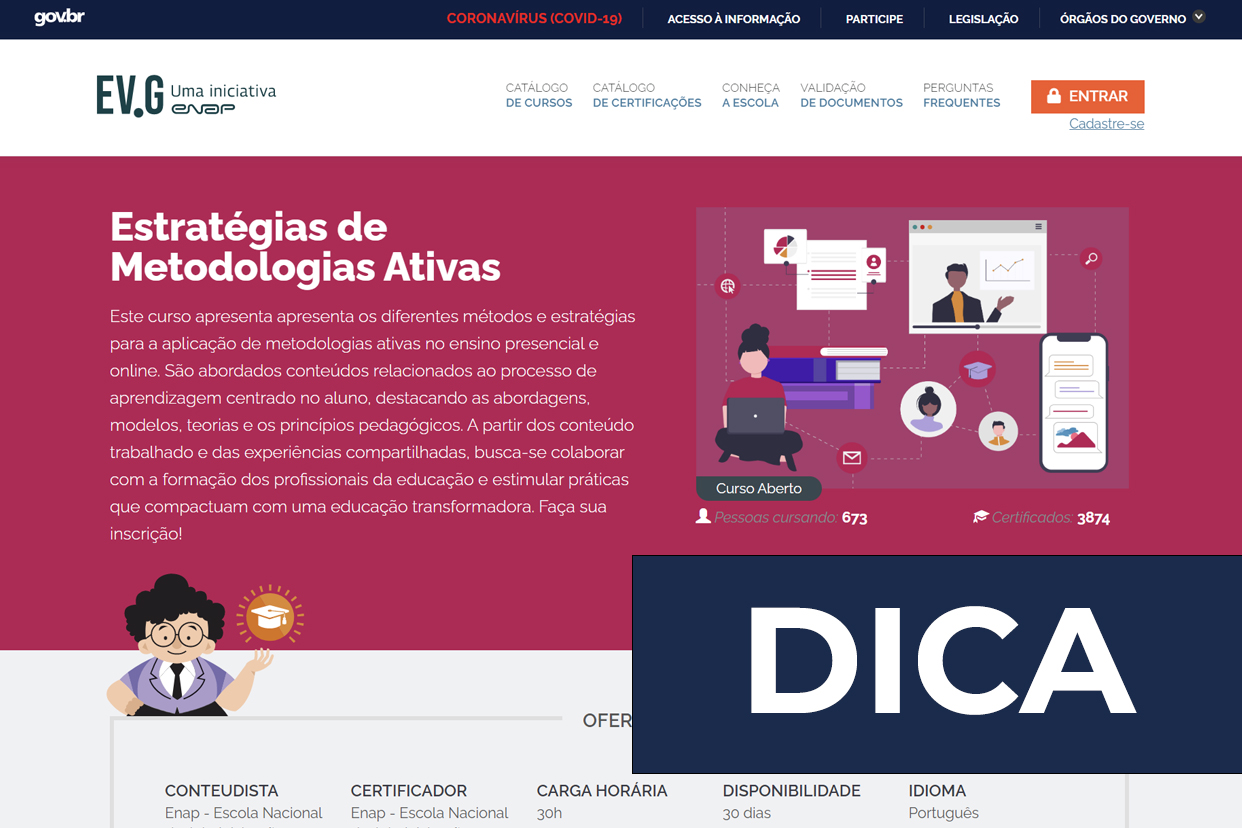 gov.br
CORONAVÍRUS (COVID-19)
ACESSO À INFORMAÇÃO
PARTICIPE
LEGISLAÇÃO
ÓRGÃOS DO GOVERNO
EV.G Uma iniciativa
enap
CATÁLOGO
DE CURSOS
CATÁLOGO
DE CERTIFICAÇÕES
CONHEÇA
A ESCOLA
VALIDAÇÃO
DE DOCUMENTOS
PERGUNTAS
FREQUENTES
ENTRAR
Cadastre-se
Estratégias de
Metodologias Ativas
Este curso apresenta apresenta os diferentes métodos e estratégias
para a aplicação de metodologias ativas no ensino presencial e
online. São abordados conteúdos relacionados ao processo de
aprendizagem centrado no aluno, destacando as abordagens,
modelos, teorias e os princípios pedagógicos. A partir dos conteúdo
trabalhado e das experiências compartilhadas, busca-se colaborar
com a formação dos profissionais da educação e estimular práticas
que compactuam com uma educação transformadora. Faça sua
inscrição!
Curso Aberto
Pessoas cursando: 673
Certificados: 3874
DICA
OFER
CONTEUDISTA
Enap - Escola Nacional
CERTIFICADOR
Enap - Escola Nacional
CARGA HORÁRIA
30h
DISPONIBILIDADE
30 dias
IDIOMA
Português